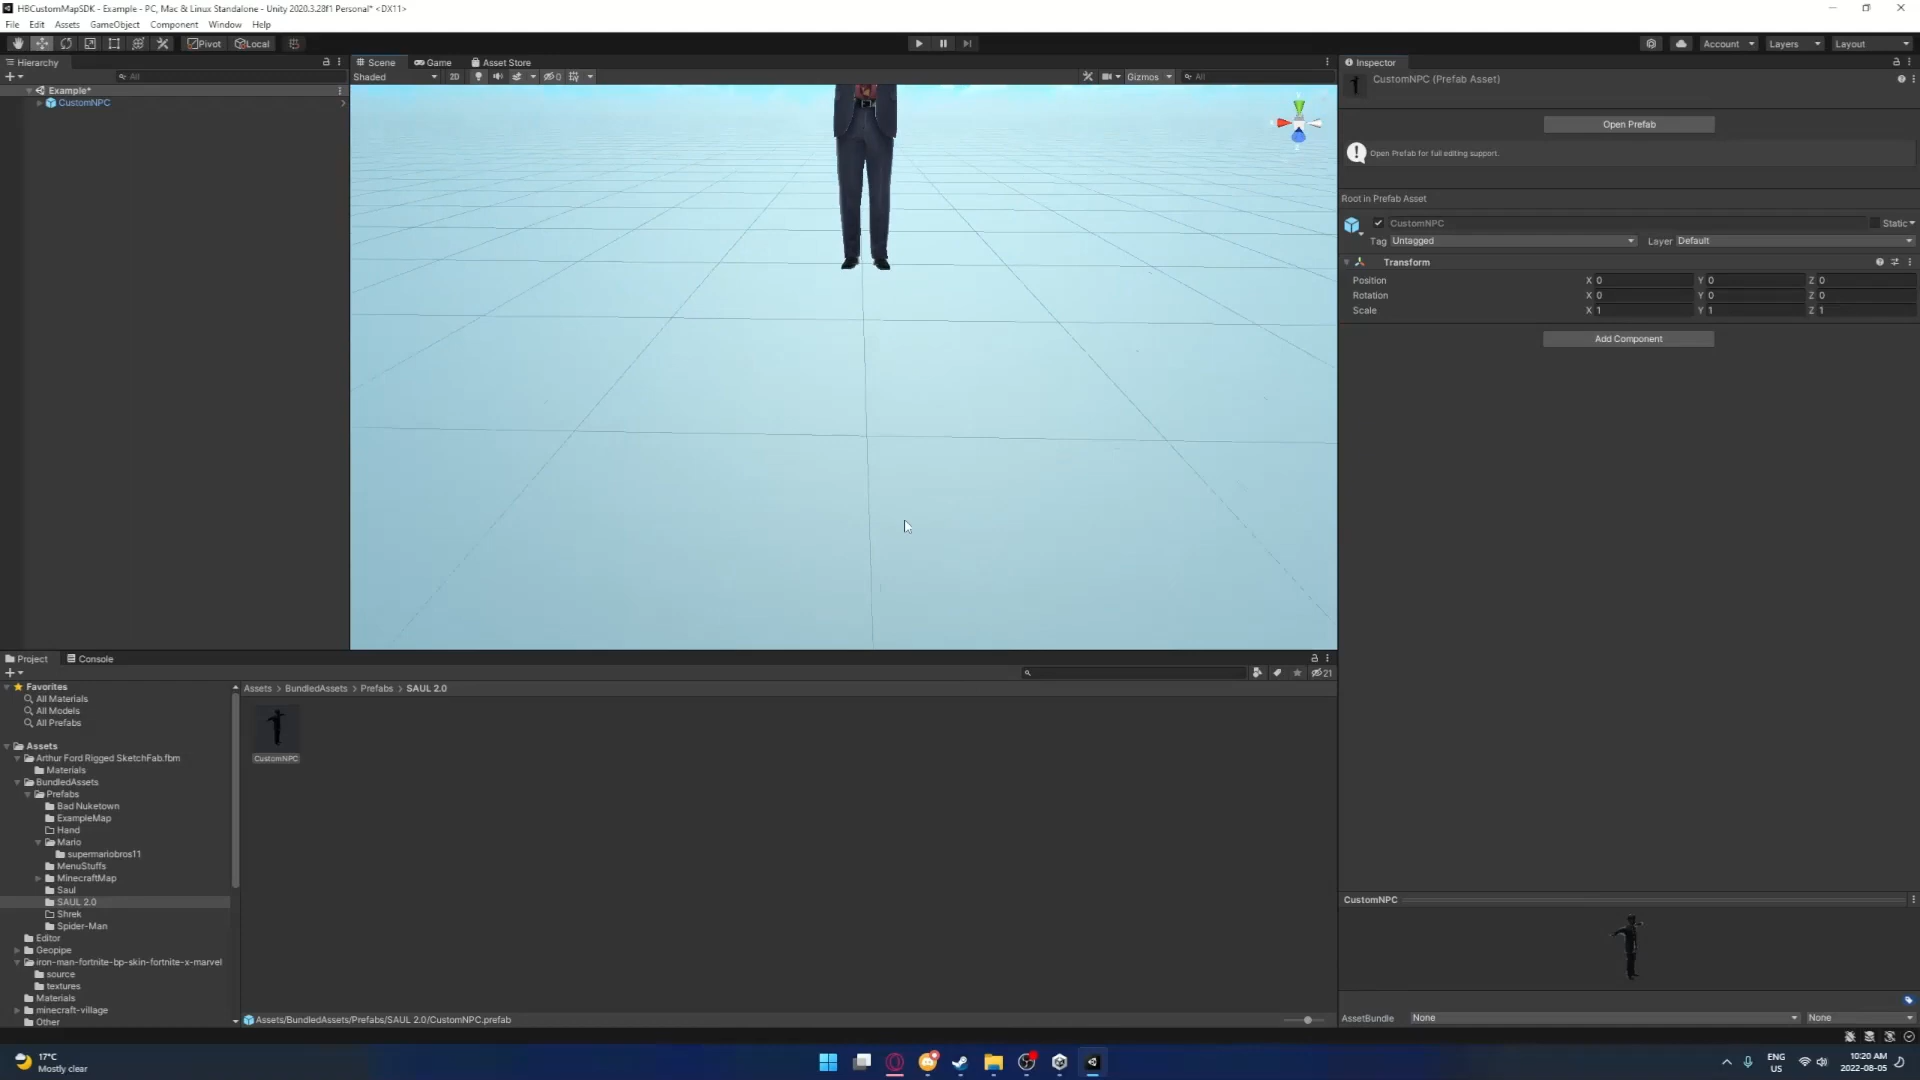 HBCustomMapSDK - Example - PC, Mac & Linux Standalone - Unity 2020.3.28f1 Personal* <DX11>
File Edit Assets GameObject Component Window Help
Pivot Local Account Layers Layout
Hierarchy Scene Game Asset Store Inspector
All Shaded 2D 0 Gizmos All
CustomNPC (Prefab Asset)
Example*
CustomNPC
Open Prefab
Open Prefab for full editing support.
Root in Prefab Asset
CustomNPC Static
Tag Untagged Layer Default
Transform
Position X 0 Y 0 Z 0
Rotation X 0 Y 0 Z 0
Scale X 1 Y 1 Z 1
Add Component
Project Console
21
Favorites
All Materials
All Models
All Prefabs
Assets
Arthur Ford Rigged SketchFab.fbm
Materials
BundledAssets
Prefabs
Bad Nuketown
ExampleMap
Hand
Mario
supermariobros11
MenuStuffs
MinecraftMap
Saul
SAUL 2.0
Shrek
Spider-Man
Editor
Geopipe
iron-man-fortnite-bp-skin-fortnite-x-marvel
source
textures
Materials
minecraft-village
Other
Assets > BundledAssets > Prefabs > SAUL 2.0
CustomNPC
Assets/BundledAssets/Prefabs/SAUL 2.0/CustomNPC.prefab
CustomNPC
AssetBundle None None
17°C
Mostly clear
ENG
US
10:20 AM
2022-08-05